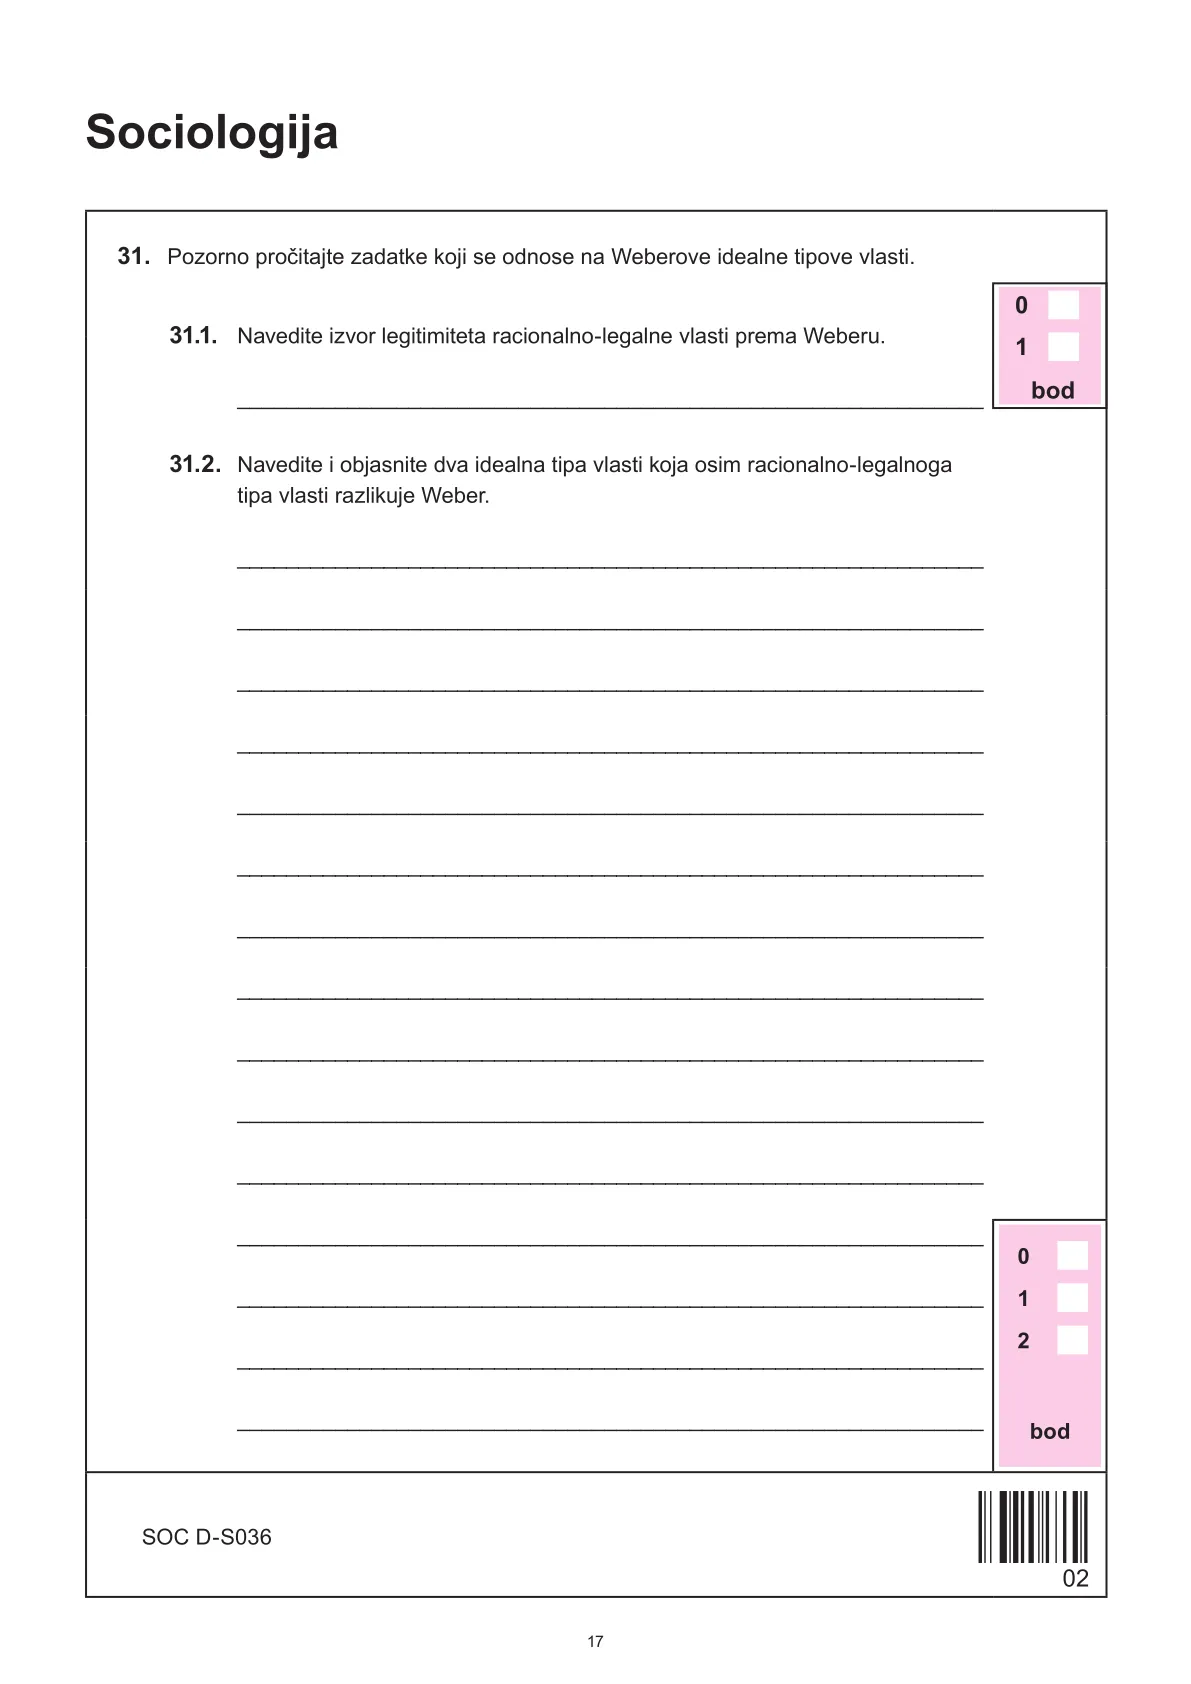 Sociologija
31. Pozorno pročitajte zadatke koji se odnose na Weberove idealne tipove vlasti.
0
31.1. Navedite izvor legitimiteta racionalno-legalne vlasti prema Weberu.
1
bod
31.2. Navedite i objasnite dva idealna tipa vlasti koja osim racionalno-legalnoga
tipa vlasti razlikuje Weber.
0
1
2
bod
SOC D-S036
02
17